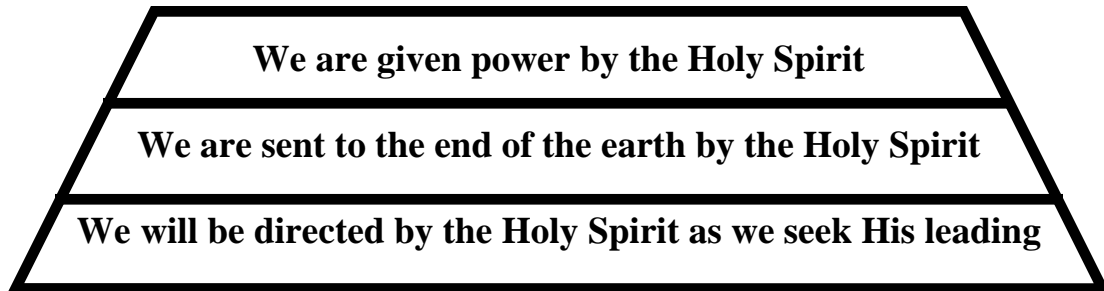 We are given power by the Holy Spirit
We are sent to the end of the earth by the Holy Spirit
We will be directed by the Holy Spirit as we seek His leading